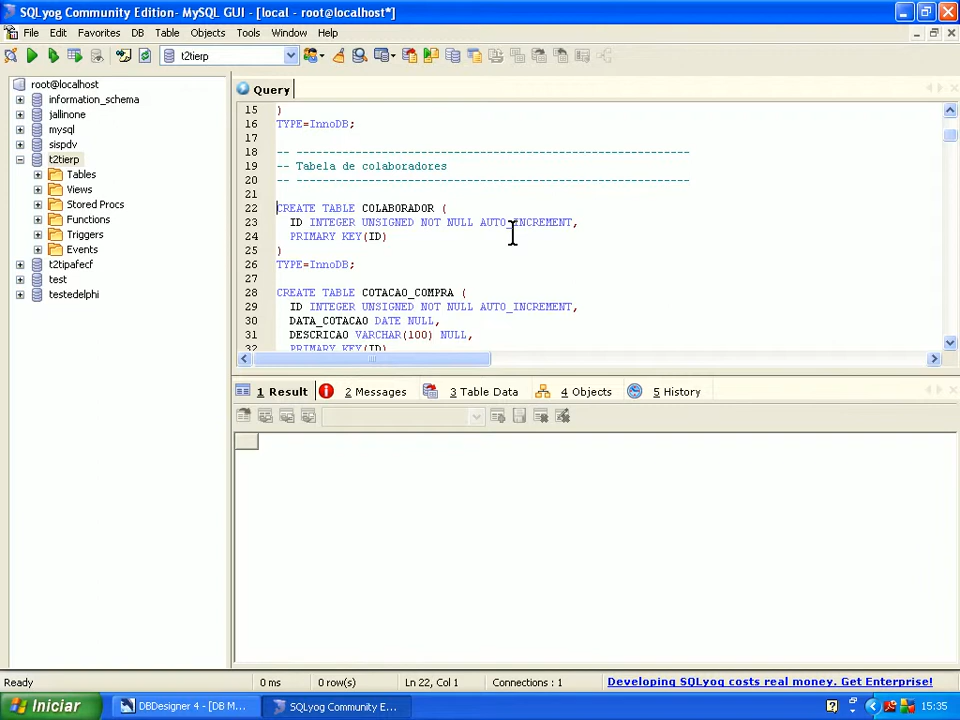 SQLyog Community Edition- MySQL GUI - [local - root@localhost*]
File Edit Favorites DB Table Objects Tools Window Help
t2tierp
root@localhost
information_schema
jallinone
mysql
sispdv
t2tierp
Tables
Views
Stored Procs
Functions
Triggers
Events
t2tipafecf
test
testedelphi
Query
15 )
16 TYPE=InnoDB;
17
18 -- ------------------------------------------------------------
19 -- Tabela de colaboradores
20 -- ------------------------------------------------------------
21
22 CREATE TABLE COLABORADOR (
23 ID INTEGER UNSIGNED NOT NULL AUTO_INCREMENT,
24 PRIMARY KEY(ID)
25 )
26 TYPE=InnoDB;
27
28 CREATE TABLE COTACAO_COMPRA (
29 ID INTEGER UNSIGNED NOT NULL AUTO_INCREMENT,
30 DATA_COTACAO DATE NULL,
31 DESCRICAO VARCHAR(100) NULL,
32 PRIMARY KEY(ID)
1 Result 2 Messages 3 Table Data 4 Objects 5 History
Ready 0 ms 0 row(s) Ln 22, Col 1 Connections : 1 Developing SQLyog costs real money. Get Enterprise!
Iniciar DBDesigner 4 - [DB M... SQLyog Community E... 15:35